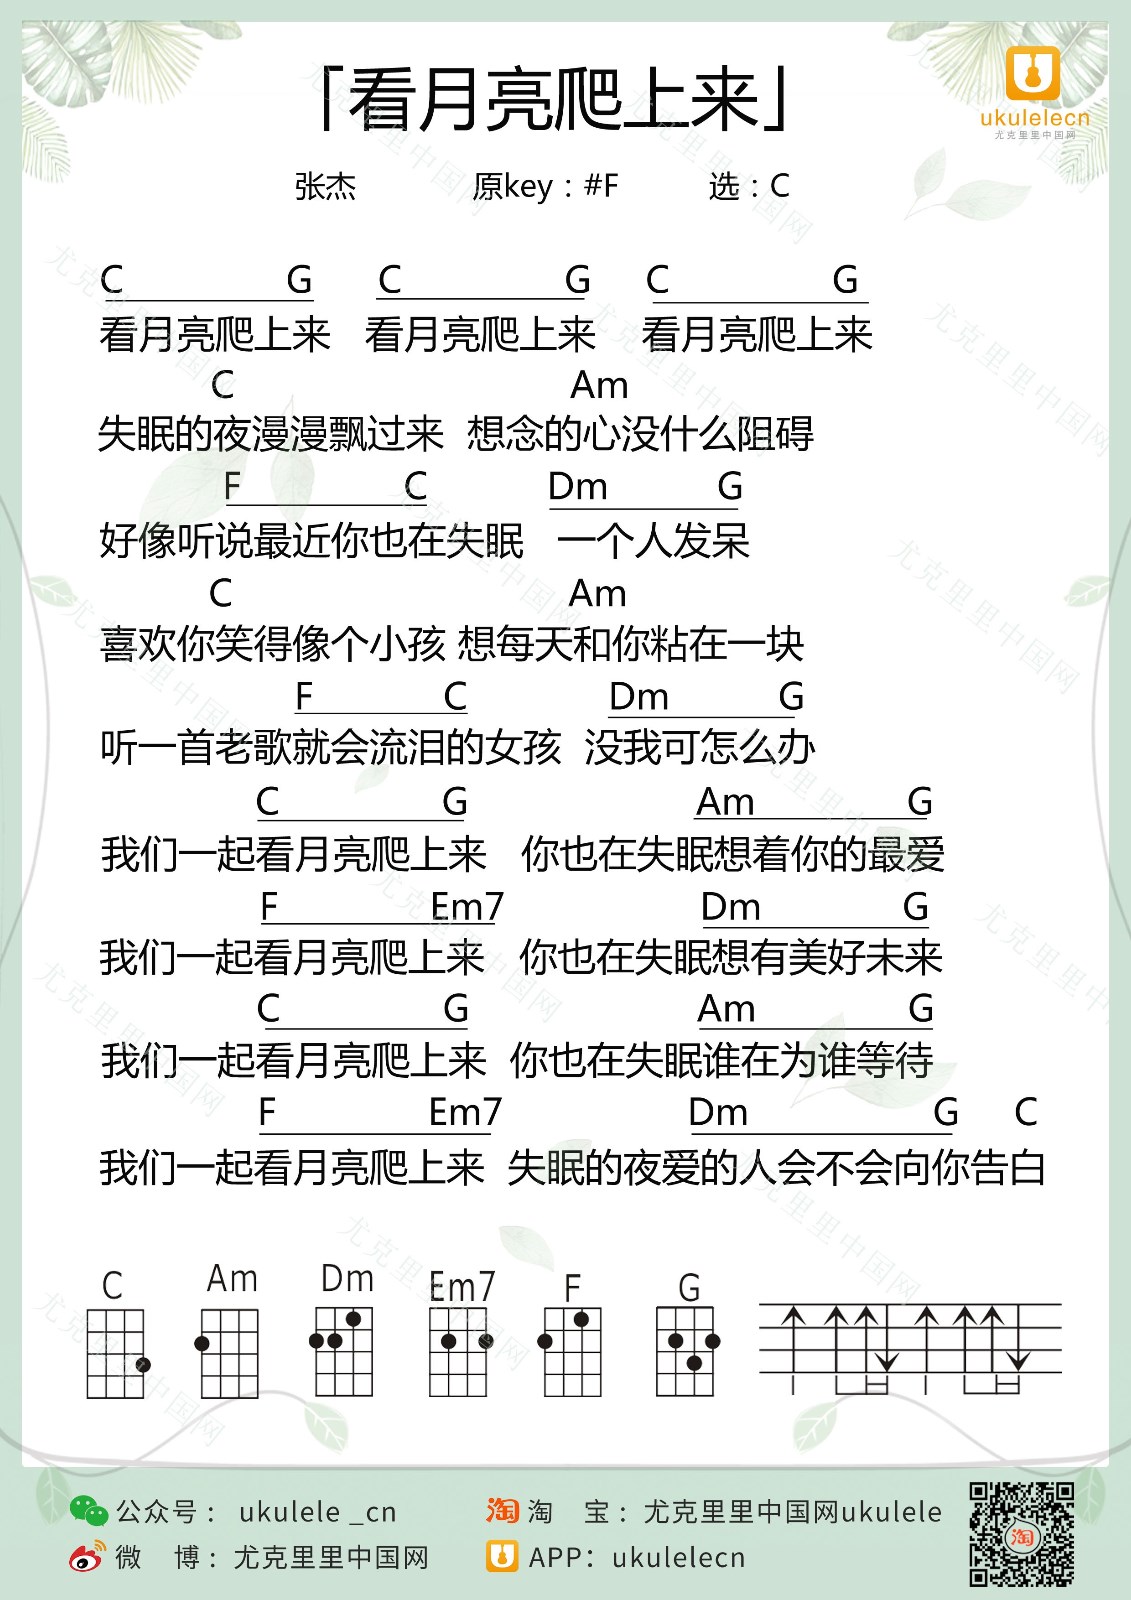 「看月亮爬上来」
ukulelecn
尤克里里中国网
张杰 原key：#F 选：C
C G C G C G
看月亮爬上来 看月亮爬上来 看月亮爬上来
C Am
失眠的夜漫漫飘过来 想念的心没什么阻碍
F C Dm G
好像听说最近你也在失眠 一个人发呆
C Am
喜欢你笑得像个小孩 想每天和你粘在一块
F C Dm G
听一首老歌就会流泪的女孩 没我可怎么办
C G Am G
我们一起看月亮爬上来 你也在失眠想着你的最爱
F Em7 Dm G
我们一起看月亮爬上来 你也在失眠想有美好未来
C G Am G
我们一起看月亮爬上来 你也在失眠谁在为谁等待
F Em7 Dm G C
我们一起看月亮爬上来 失眠的夜爱的人会不会向你告白
C Am Dm Em7 F G
公众号： ukulele _cn
淘 淘 宝：尤克里里中国网ukulele
微 博：尤克里里中国网
APP：ukulelecn
淘